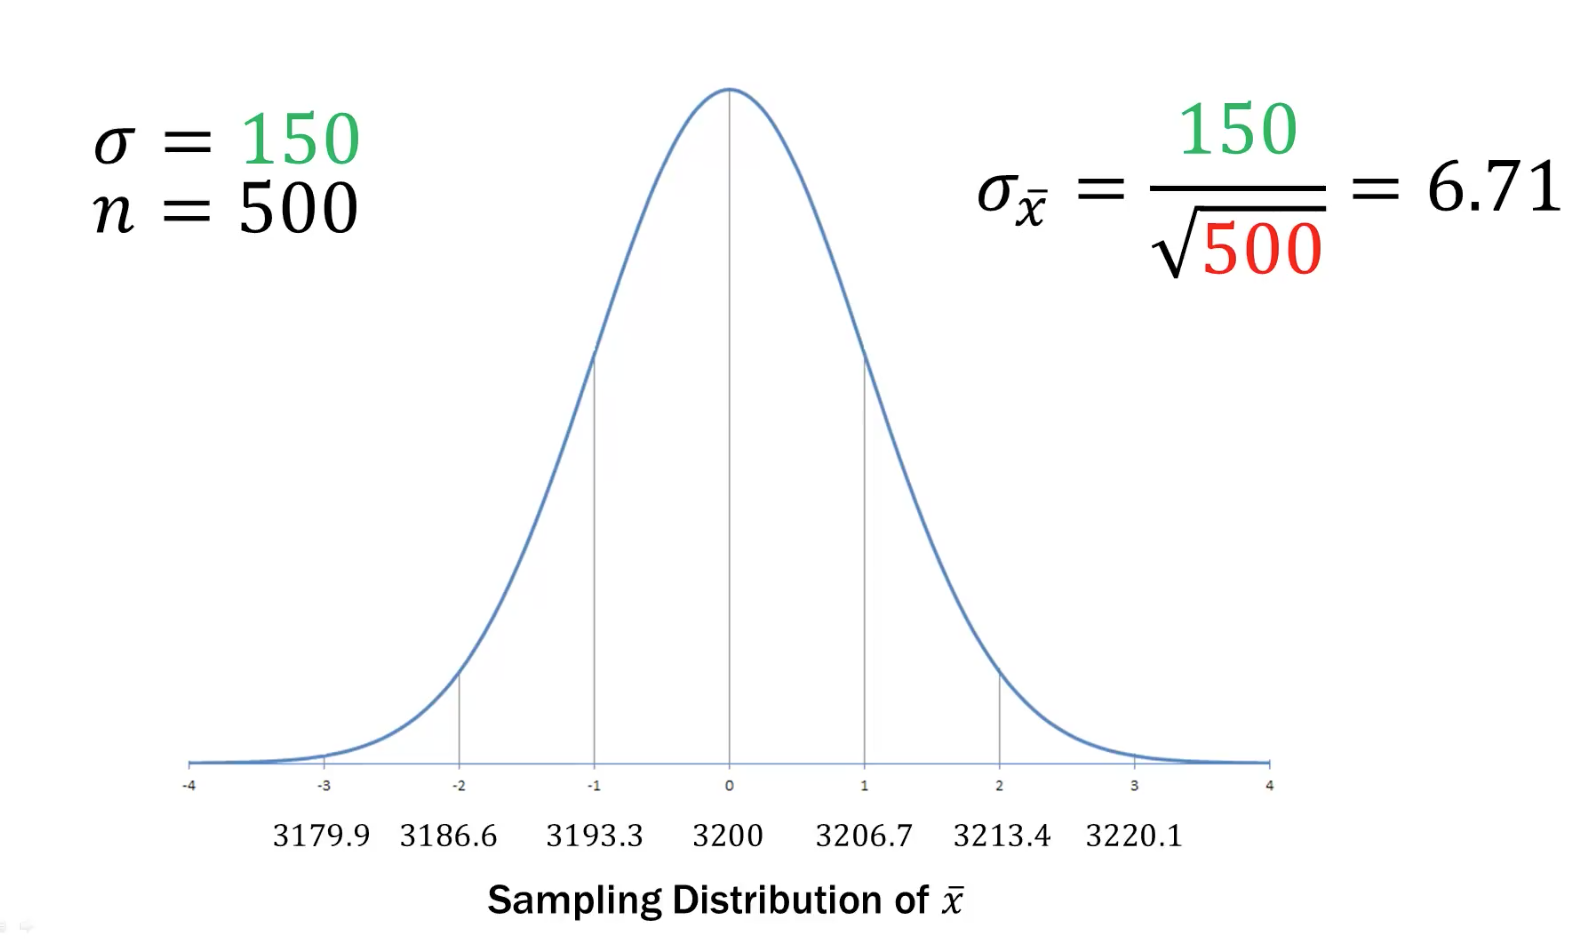 σ = 150
n = 500
σx̄ = 150/√500 = 6.71
-4 -3 -2 -1 0 1 2 3 4
3179.9 3186.6 3193.3 3200 3206.7 3213.4 3220.1
Sampling Distribution of x̄